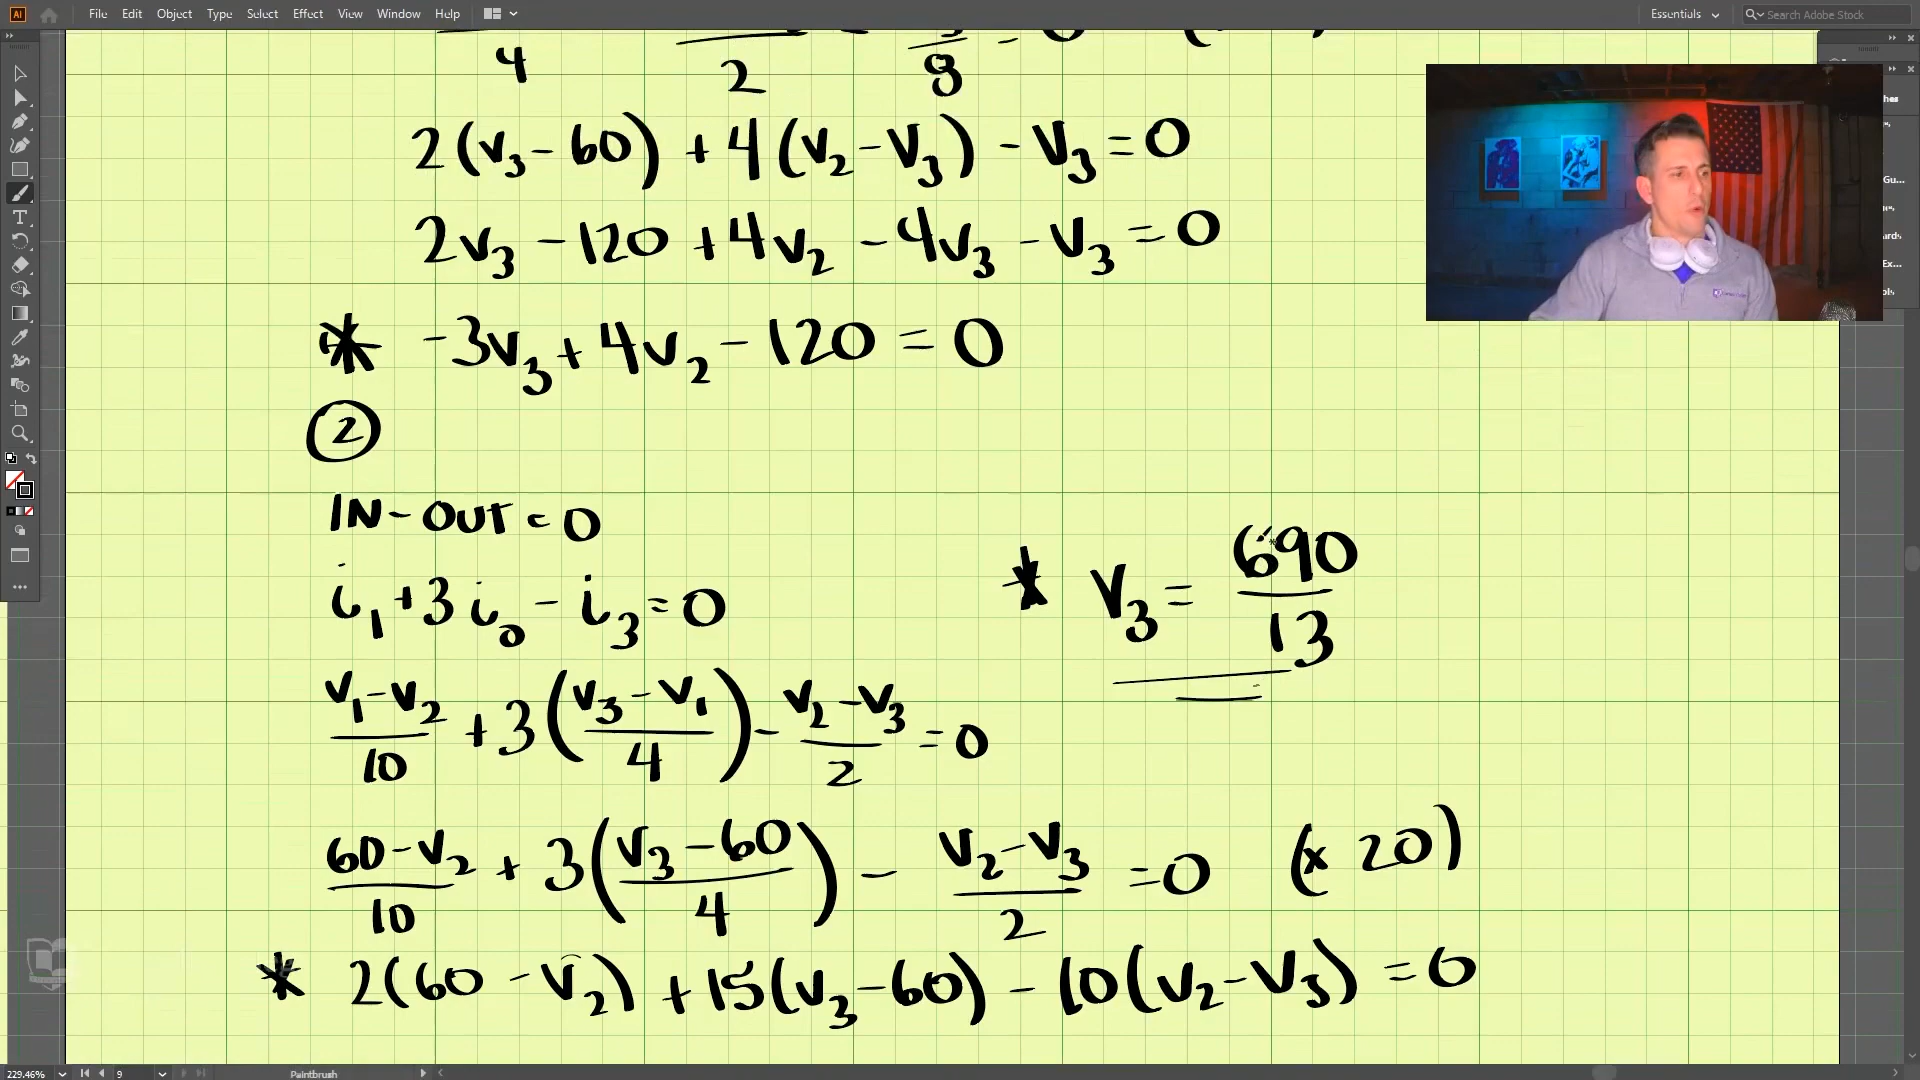 Ai File Edit Object Type Select Effect View Window Help Essentials Search Adobe Stock
4 2 8
2(v₃ - 60) + 4(v₂ - v₃) - v₃ = 0
2v₃ - 120 + 4v₂ - 4v₃ - v₃ = 0
* -3v₃ + 4v₂ - 120 = 0
②
IN - OUT = 0
i₁ + 3i₀ - i₃ = 0
* v₃ = 690/13
(v₁ - v₂)/10 + 3((v₃ - v₁)/4) - (v₂ - v₃)/2 = 0
(60 - v₂)/10 + 3((v₃ - 60)/4) - (v₂ - v₃)/2 = 0 (x 20)
* 2(60 - v₂) + 15(v₃ - 60) - 10(v₂ - v₃) = 0
229.46% 9 Paintbrush